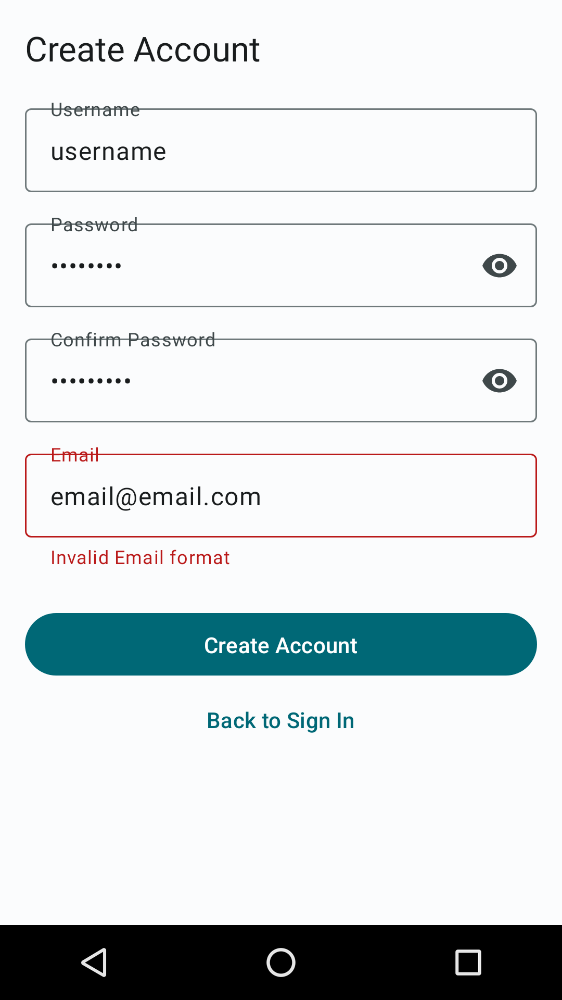 Create Account
Username
username
Password
••••••••
Confirm Password
•••••••••
Email
email@email.com
Invalid Email format
Create Account
Back to Sign In